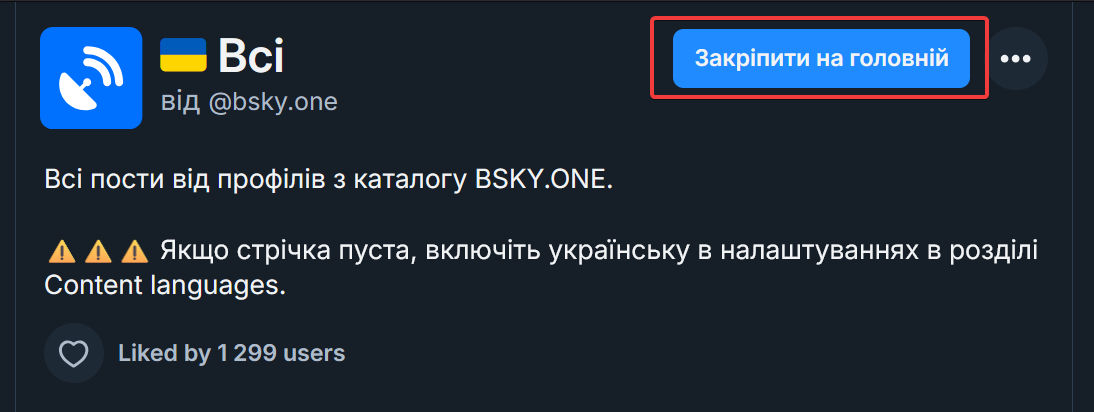 🇺🇦 Всі
Закріпити на головній
від @bsky.one
Всі пости від профілів з каталогу BSKY.ONE.
⚠️⚠️⚠️ Якщо стрічка пуста, включіть українську в налаштуваннях в розділі
Content languages.
Liked by 1 299 users